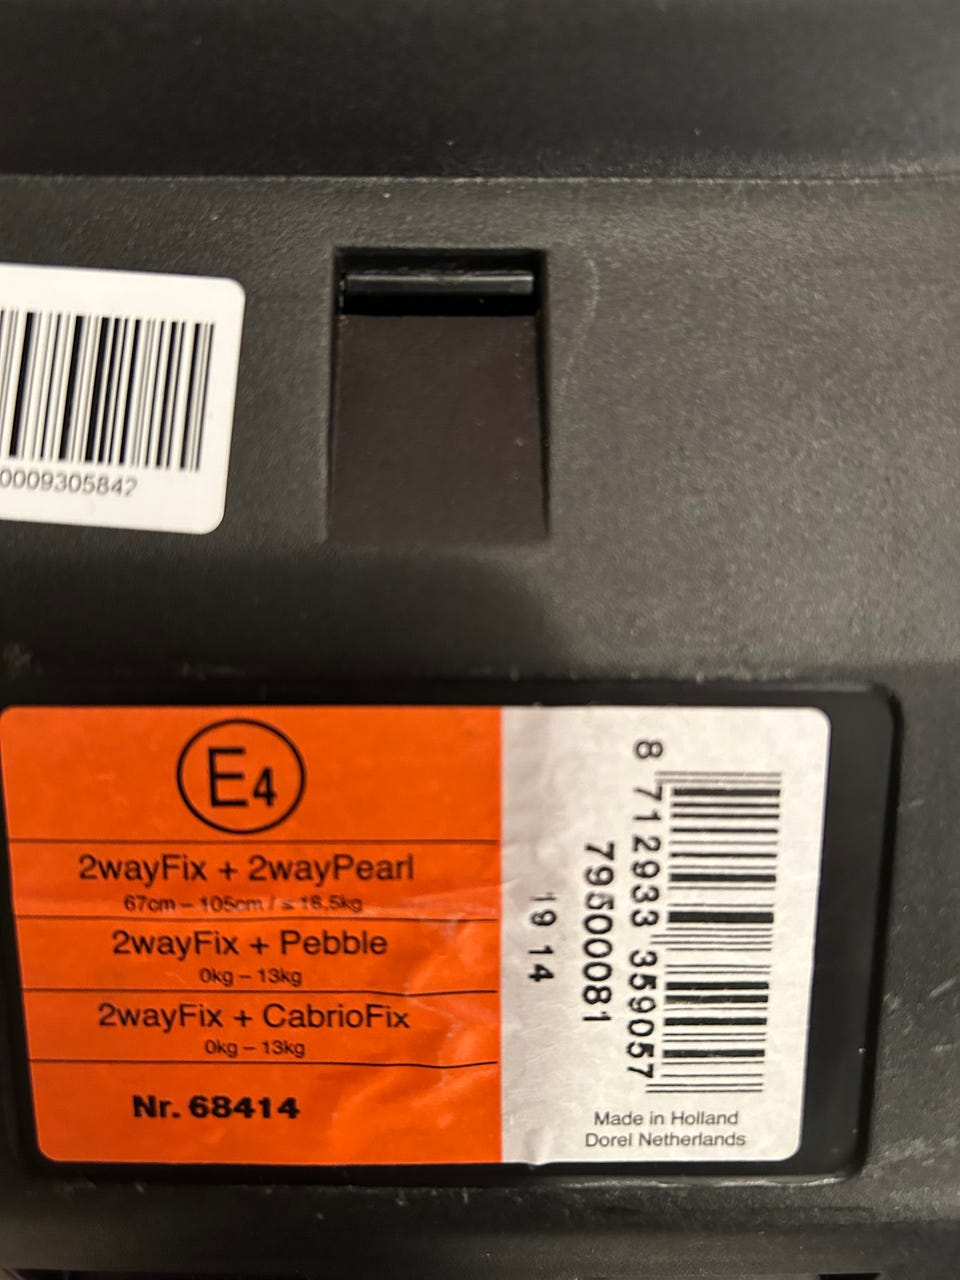 0009305842
E4
2wayFix + 2wayPearl
67cm – 105cm / ≤ 18,5kg
2wayFix + Pebble
0kg – 13kg
2wayFix + CabrioFix
0kg – 13kg
Nr. 68414
8 712933 359057
79500081
19 14
Made in Holland
Dorel Netherlands